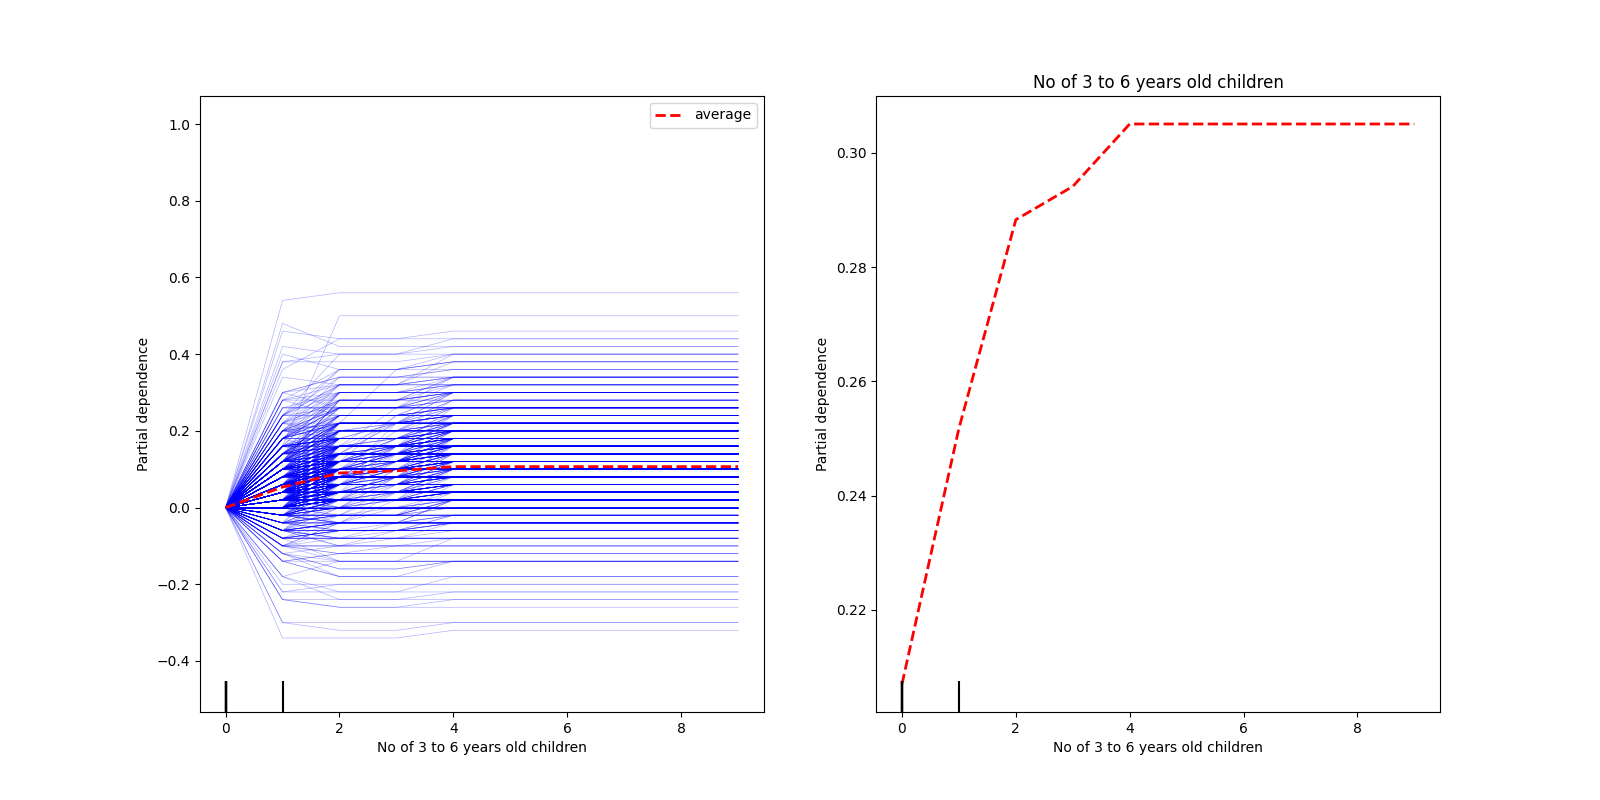 average
1.0
0.8
0.6
0.4
0.2
0.0
−0.2
−0.4
Partial dependence
0 2 4 6 8
No of 3 to 6 years old children
No of 3 to 6 years old children
0.30
0.28
0.26
0.24
0.22
Partial dependence
0 2 4 6 8
No of 3 to 6 years old children